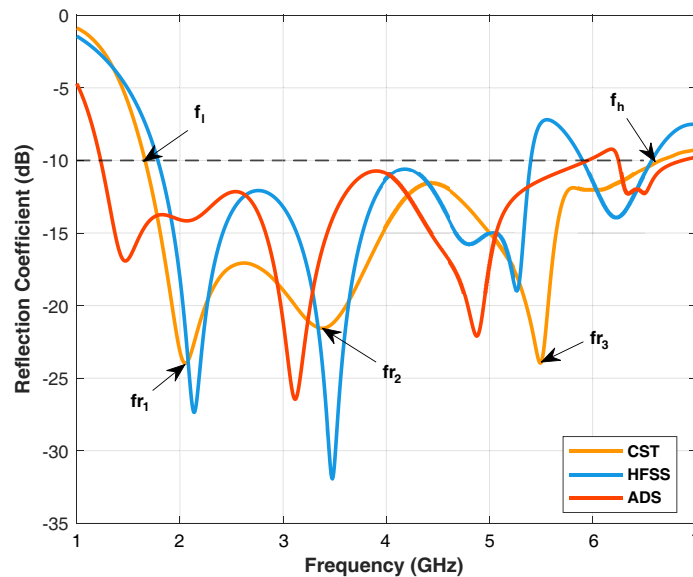 0
-5
-10
-15
-20
-25
-30
-35
Reflection Coefficient (dB)
f_l
f_h
fr_1
fr_2
fr_3
CST
HFSS
ADS
1 2 3 4 5 6 7
Frequency (GHz)